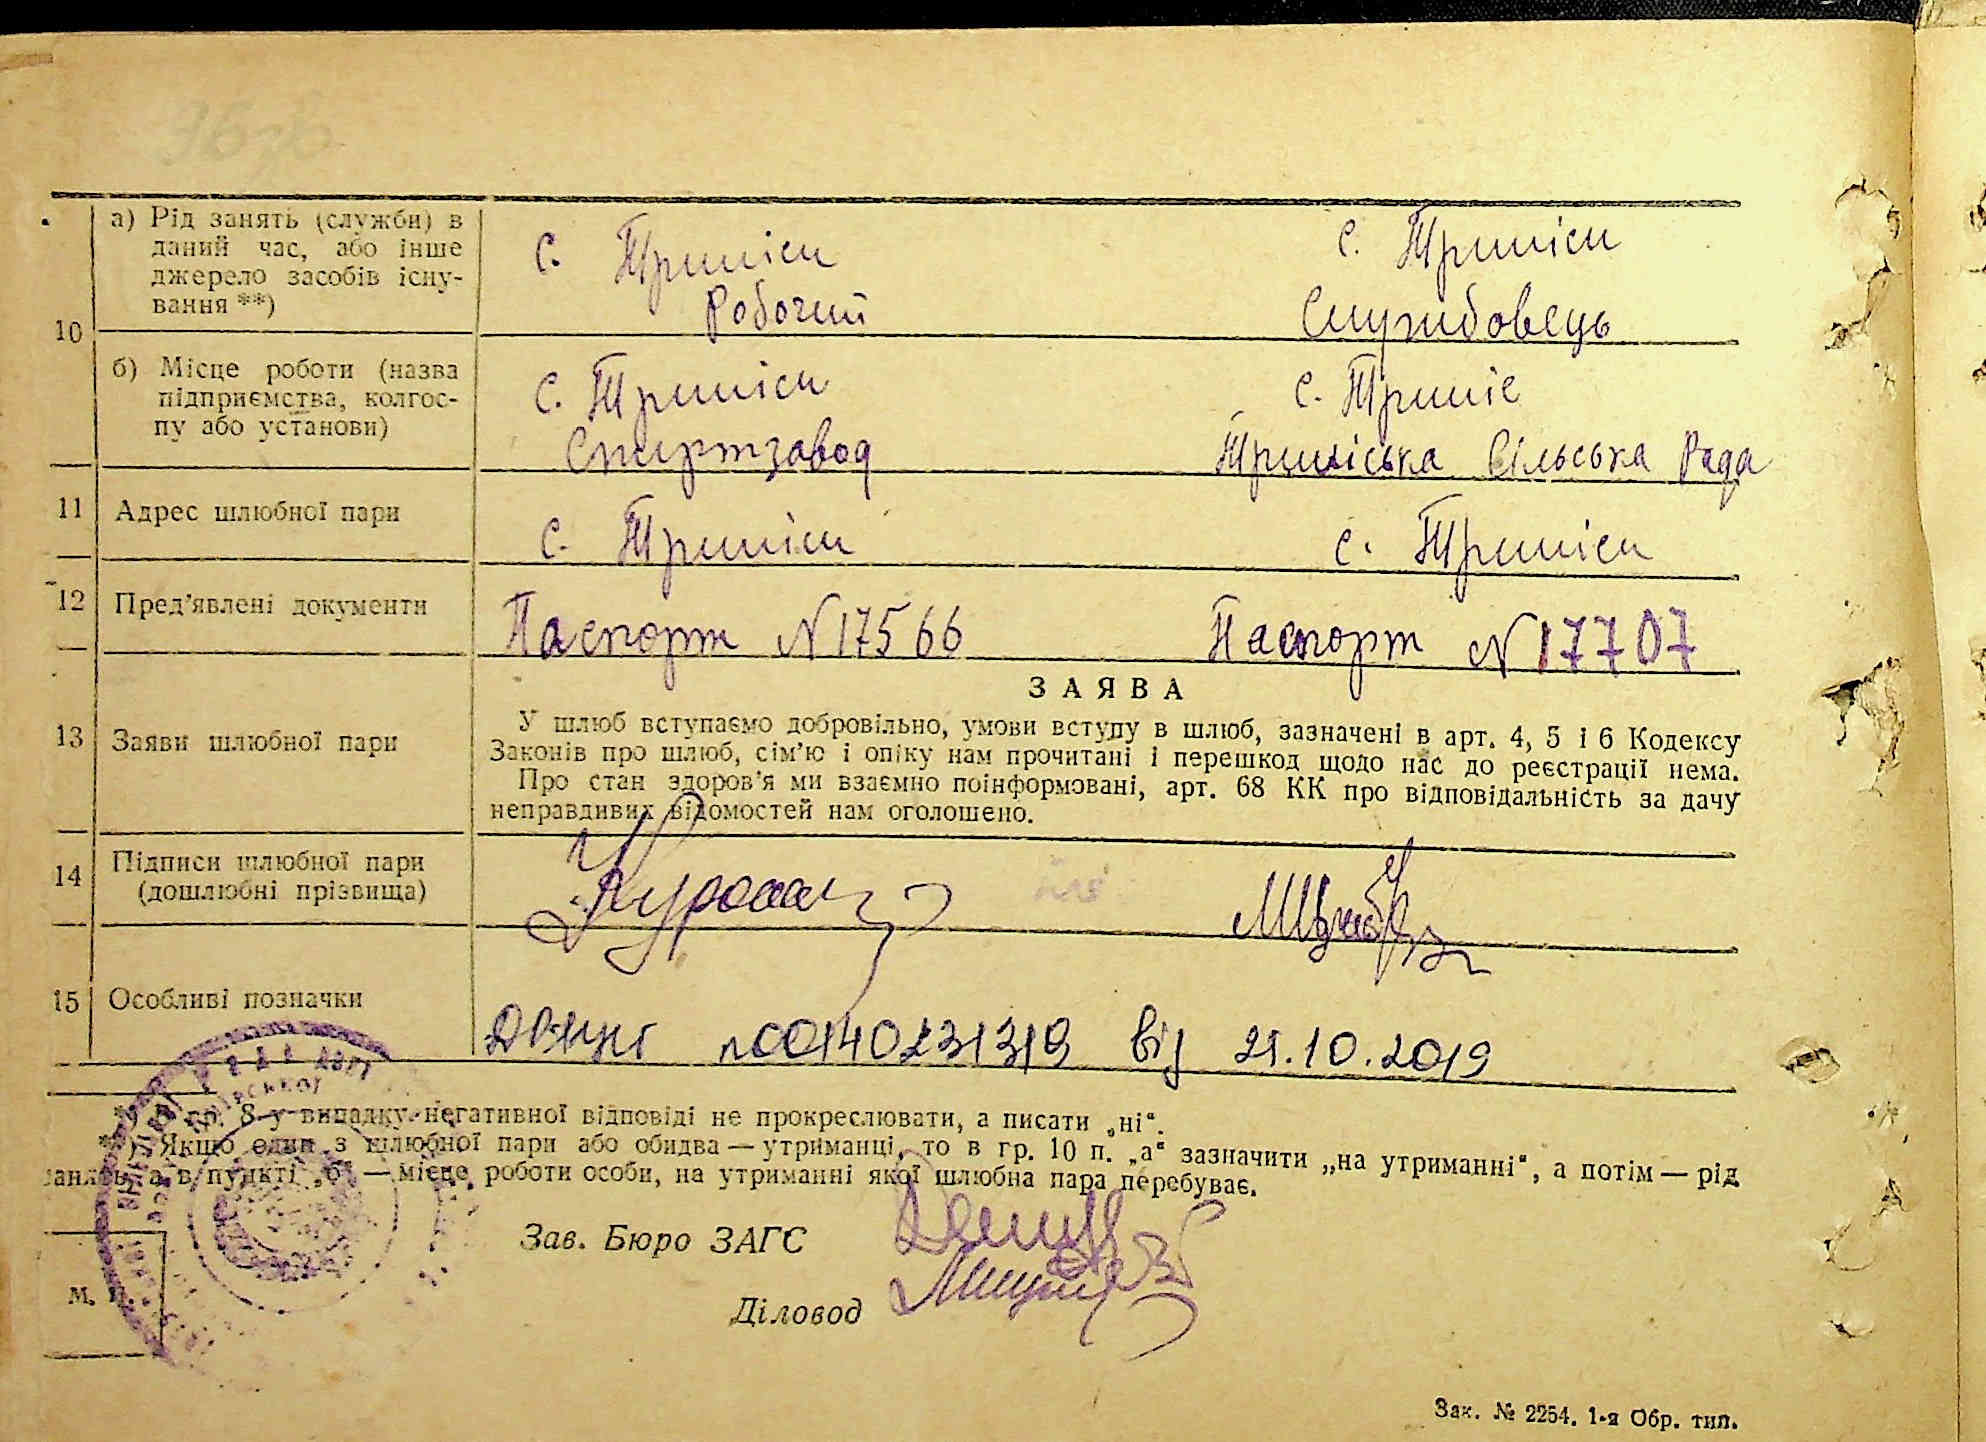 10 а) Рід занять (служби) в даний час, або інше джерело засобів існування **)
с. Триліси
Робочий
с. Триліси
Службовець
б) Місце роботи (назва підприємства, колгоспу або установи)
с. Триліси
Спиртзавод
с. Триліс
Триліська Сільська Рада
11 Адрес шлюбної пари
с. Триліси
с. Триліси
12 Пред'явлені документи
Паспорт N 17566
Паспорт N 17707
13 Заяви шлюбної пари
ЗАЯВА
У шлюб вступаємо добровільно, умови вступу в шлюб, зазначені в арт. 4, 5 і 6 Кодексу
Законів про шлюб, сім'ю і опіку нам прочитані і перешкод щодо нас до реєстрації нема.
Про стан здоров'я ми взаємно поінформовані, арт. 68 КК про відповідальність за дачу
неправдивих відомостей нам оголошено.
14 Підписи шлюбної пари
(дошлюбні прізвища)
15 Особливі позначки
від 21.10.2019
*) В гр. 8 у випадку негативної відповіді не прокреслювати, а писати „ні“.
**) Якщо один з шлюбної пари або обидва — утриманці, то в гр. 10 п. „а“ зазначити „на утриманні“, а потім — рід
занять, а в пункті „б“ — місце роботи особи, на утриманні якої шлюбна пара перебуває.
Зав. Бюро ЗАГС
Діловод
М. П.
Зак. № 2254. 1-я Обр. тип.